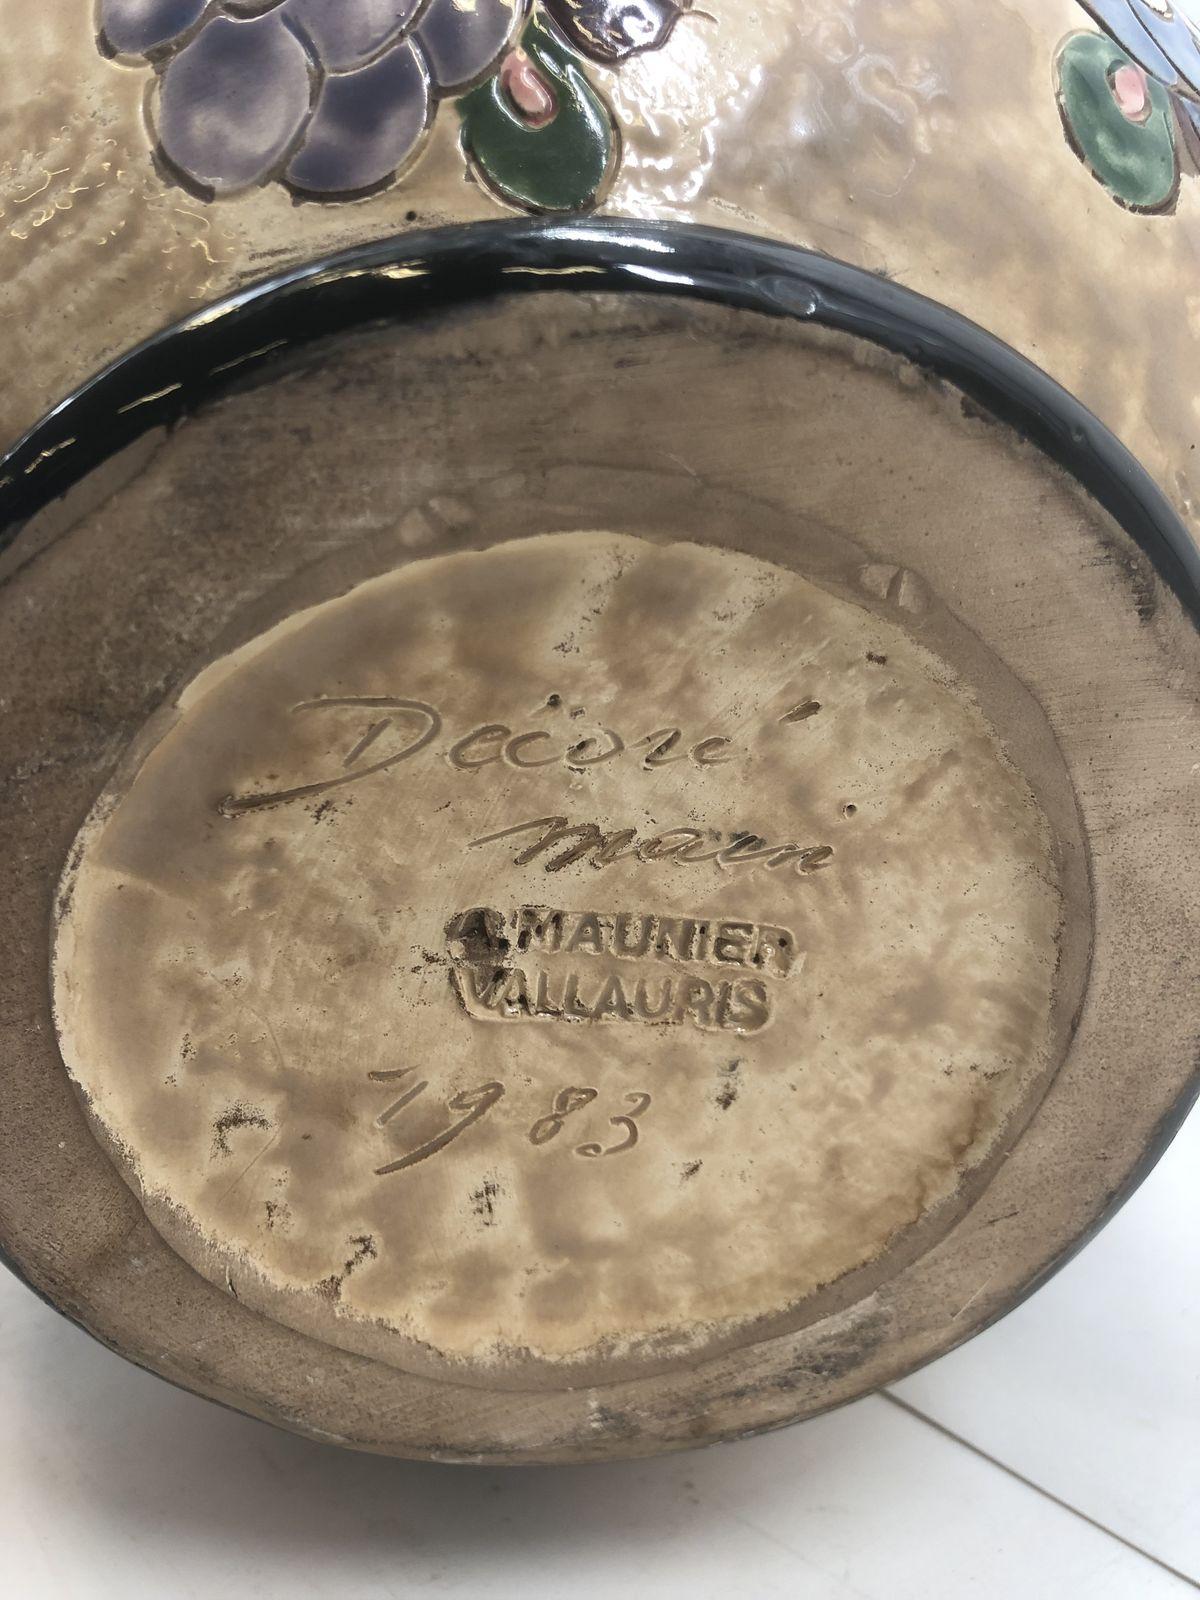 Décoré
main
A. MAUNIER
VALLAURIS
1983